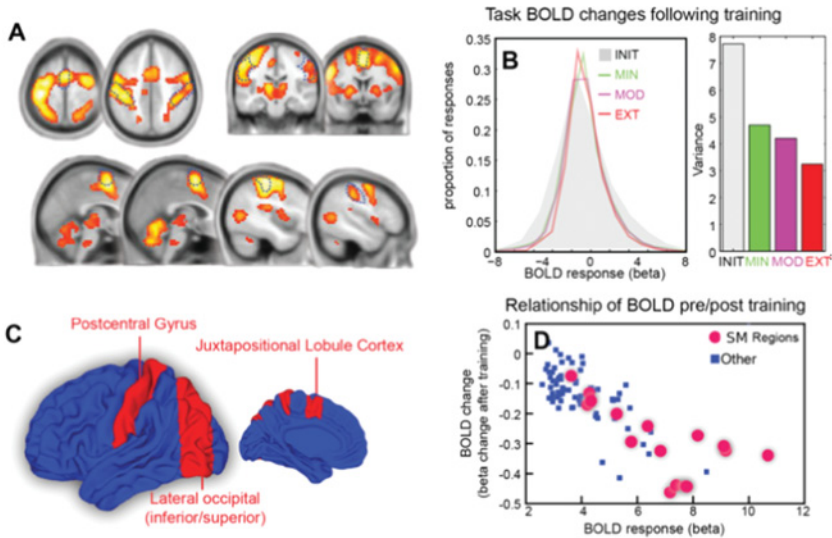 Task BOLD changes following training
A
B
INIT
MIN
MOD
EXT
proportion of responses
0.35
0.3
0.25
0.2
0.15
0.1
0.05
0
-8
-4
0
4
8
BOLD response (beta)
Variance
8
7
6
5
4
3
2
1
0
INIT MIN MOD EXT
C
Postcentral Gyrus
Juxtapositional Lobule Cortex
Lateral occipital
(inferior/superior)
Relationship of BOLD pre/post training
D
SM Regions
Other
BOLD change
(beta change after training)
0.1
0
-0.1
-0.2
-0.3
-0.4
-0.5
2
4
6
8
10
12
BOLD response (beta)